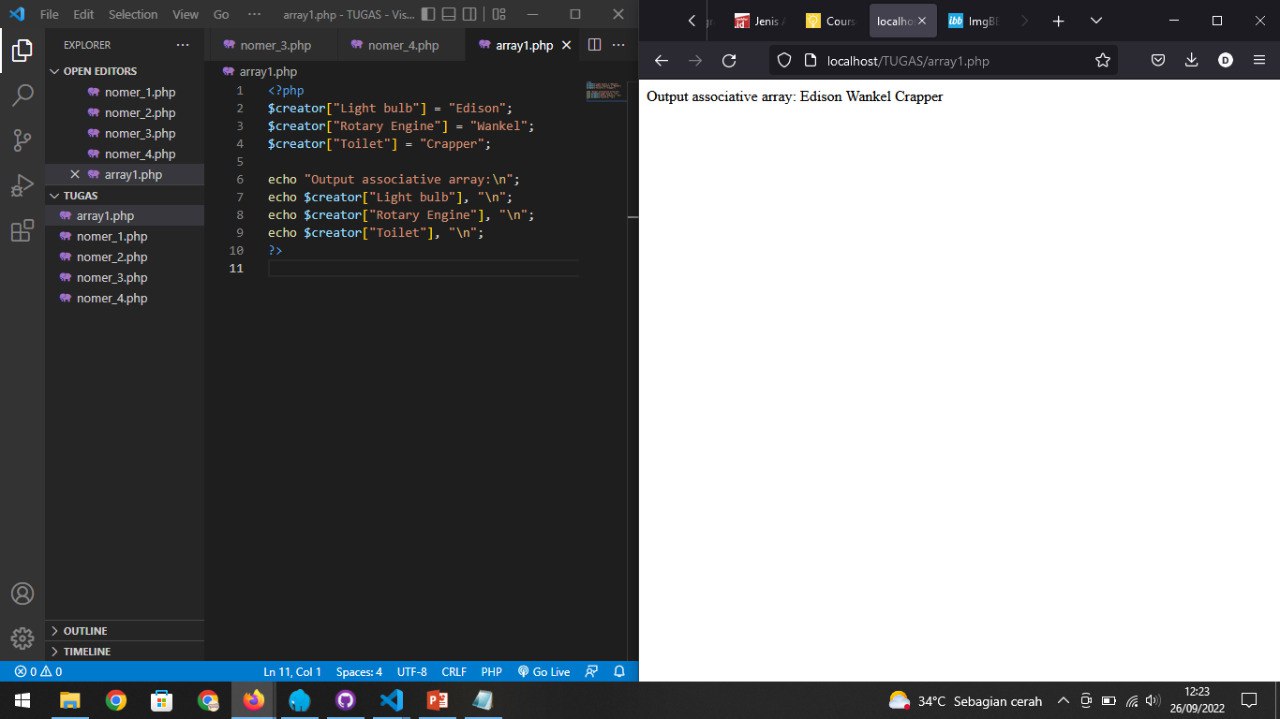 File Edit Selection View Go ··· array1.php - TUGAS - Vis...
EXPLORER ···
OPEN EDITORS
nomer_1.php
nomer_2.php
nomer_3.php
nomer_4.php
array1.php
TUGAS
array1.php
nomer_1.php
nomer_2.php
nomer_3.php
nomer_4.php
OUTLINE
TIMELINE
nomer_3.php nomer_4.php array1.php ···
array1.php
1 <?php
2 $creator["Light bulb"] = "Edison";
3 $creator["Rotary Engine"] = "Wankel";
4 $creator["Toilet"] = "Crapper";
5
6 echo "Output associative array:\n";
7 echo $creator["Light bulb"], "\n";
8 echo $creator["Rotary Engine"], "\n";
9 echo $creator["Toilet"], "\n";
10 ?>
11
0 0 Ln 11, Col 1 Spaces: 4 UTF-8 CRLF PHP Go Live
.id Jenis Cours localho ibb ImgBB
localhost/TUGAS/array1.php D
Output associative array: Edison Wankel Crapper
34°C Sebagian cerah 12:23
26/09/2022